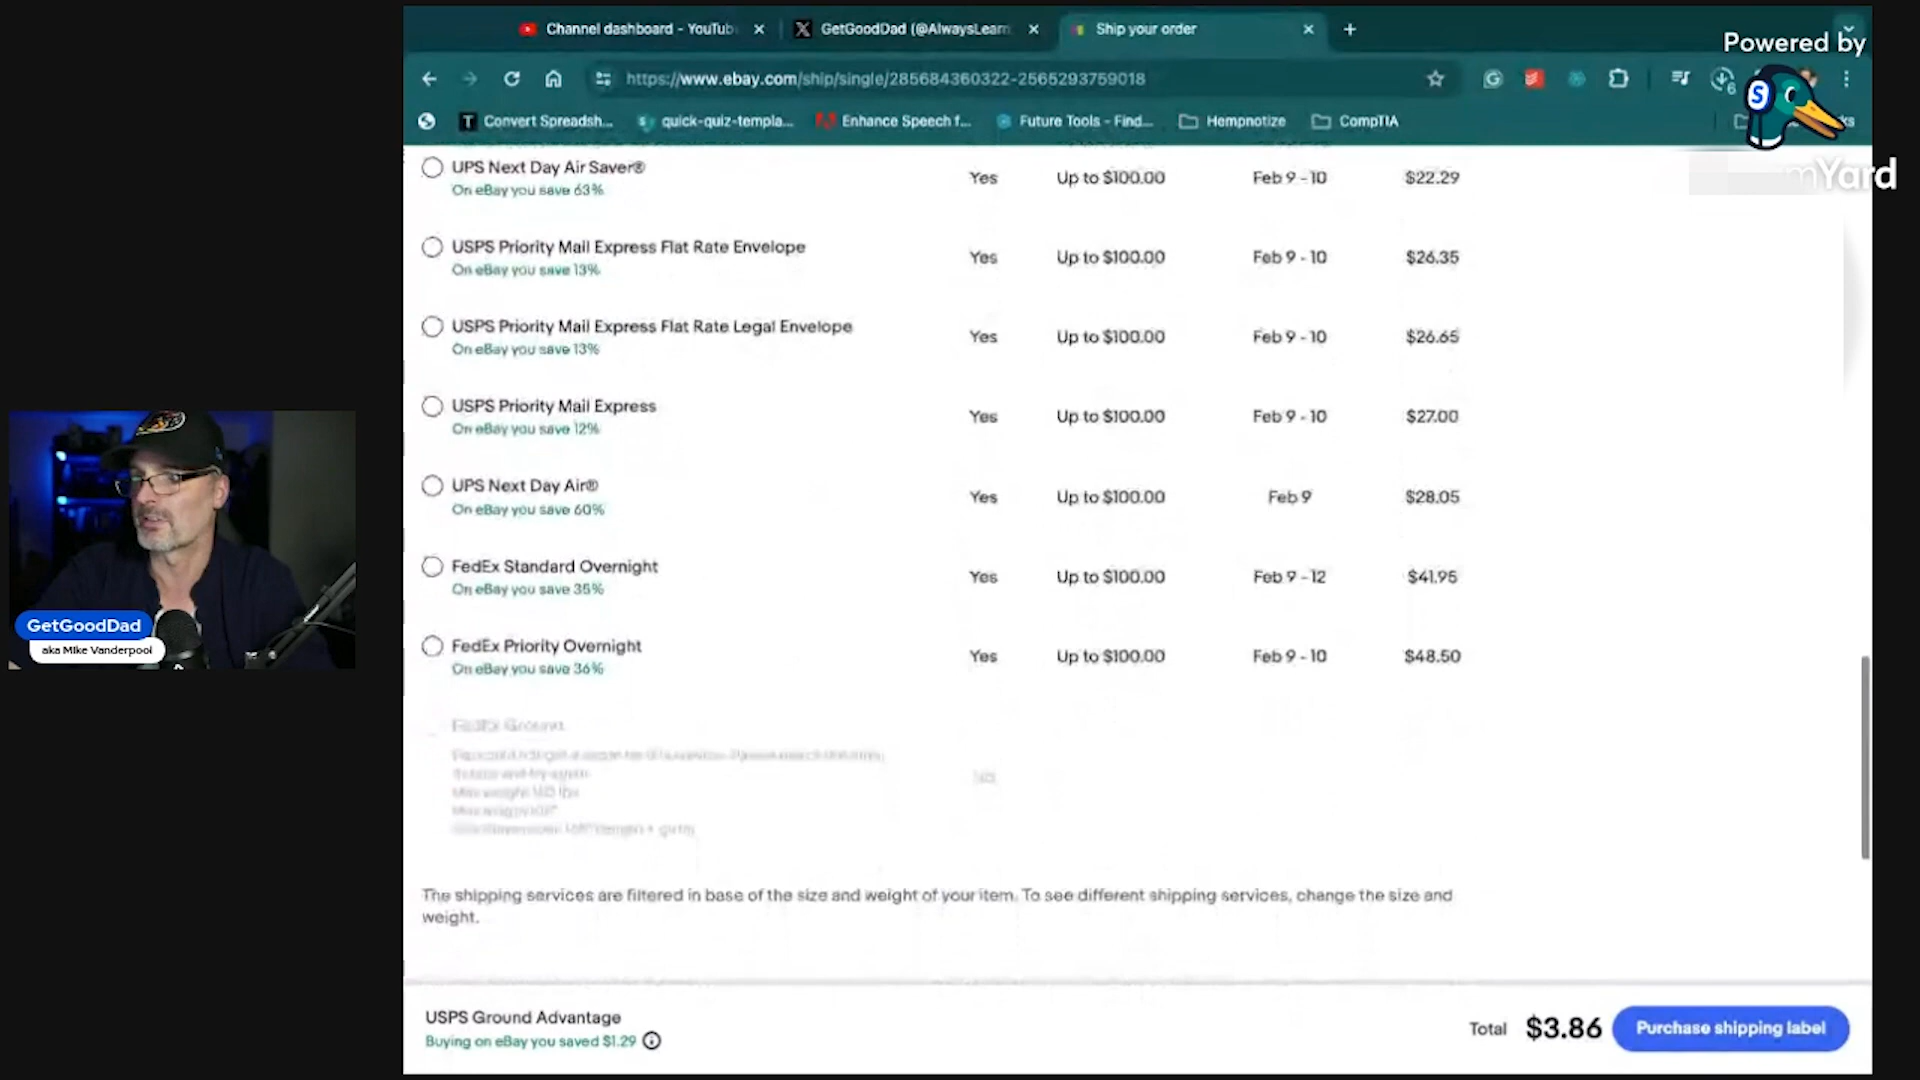 Channel dashboard - YouTub
GetGoodDad (@AlwaysLearn
Ship your order
Powered by
https://www.ebay.com/ship/single/285684360322-2565293759018
Convert Spreadsh...
quick-quiz-templa...
Enhance Speech f...
Future Tools - Find...
Hempnotize
CompTIA
mYard
UPS Next Day Air Saver® Yes Up to $100.00 Feb 9 - 10 $22.29
On eBay you save 63%
USPS Priority Mail Express Flat Rate Envelope Yes Up to $100.00 Feb 9 - 10 $26.35
On eBay you save 13%
USPS Priority Mail Express Flat Rate Legal Envelope Yes Up to $100.00 Feb 9 - 10 $26.65
On eBay you save 13%
USPS Priority Mail Express Yes Up to $100.00 Feb 9 - 10 $27.00
On eBay you save 12%
UPS Next Day Air® Yes Up to $100.00 Feb 9 $28.05
On eBay you save 60%
FedEx Standard Overnight Yes Up to $100.00 Feb 9 - 12 $41.95
On eBay you save 35%
FedEx Priority Overnight Yes Up to $100.00 Feb 9 - 10 $48.50
On eBay you save 36%
FedEx Ground
The shipping services are filtered in base of the size and weight of your item. To see different shipping services, change the size and
weight.
USPS Ground Advantage
Buying on eBay you saved $1.29
Total $3.86 Purchase shipping label
GetGoodDad
aka Mike Vanderpool